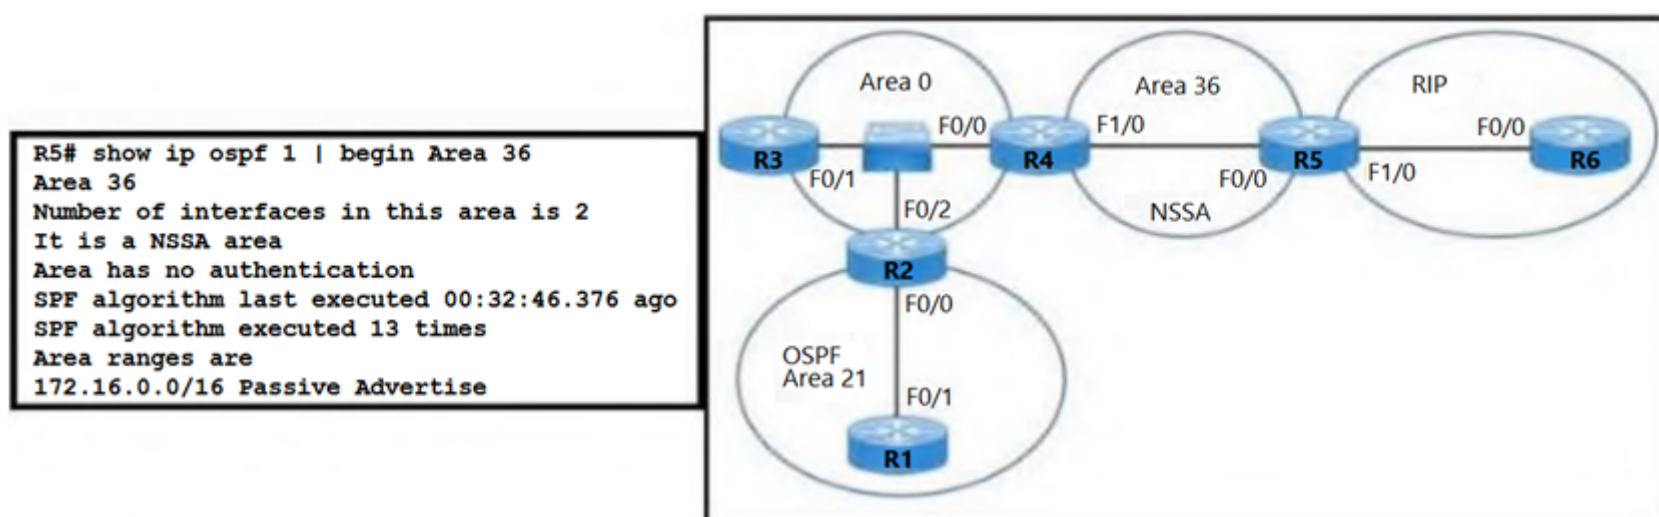 R5# show ip ospf 1 | begin Area 36
Area 36
Number of interfaces in this area is 2
It is a NSSA area
Area has no authentication
SPF algorithm last executed 00:32:46.376 ago
SPF algorithm executed 13 times
Area ranges are
172.16.0.0/16 Passive Advertise
Area 0
Area 36
RIP
F0/0
F1/0
F0/0
R3
R4
R5
R6
F0/1
F0/0
F1/0
F0/2
NSSA
R2
F0/0
OSPF
Area 21
F0/1
R1